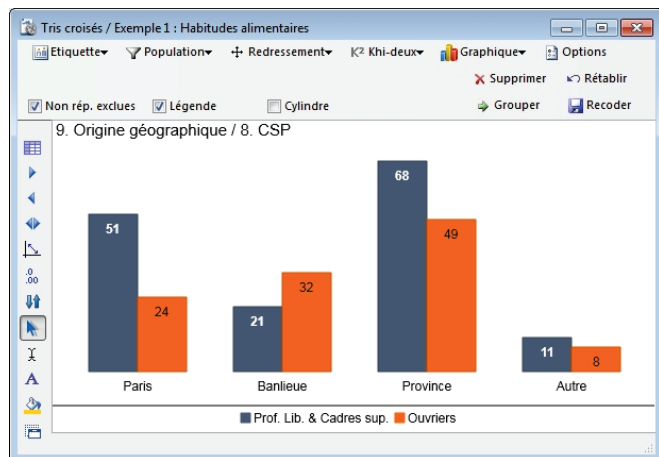 Tris croisés / Exemple 1 : Habitudes alimentaires
Etiquette Population Redressement K² Khi-deux Graphique Options
Supprimer Rétablir
Non rép. exclues Légende Cylindre Grouper Recoder
9. Origine géographique / 8. CSP
51 24 21 32 68 49 11 8
Paris Banlieue Province Autre
Prof. Lib. & Cadres sup. Ouvriers
,0
,00
A